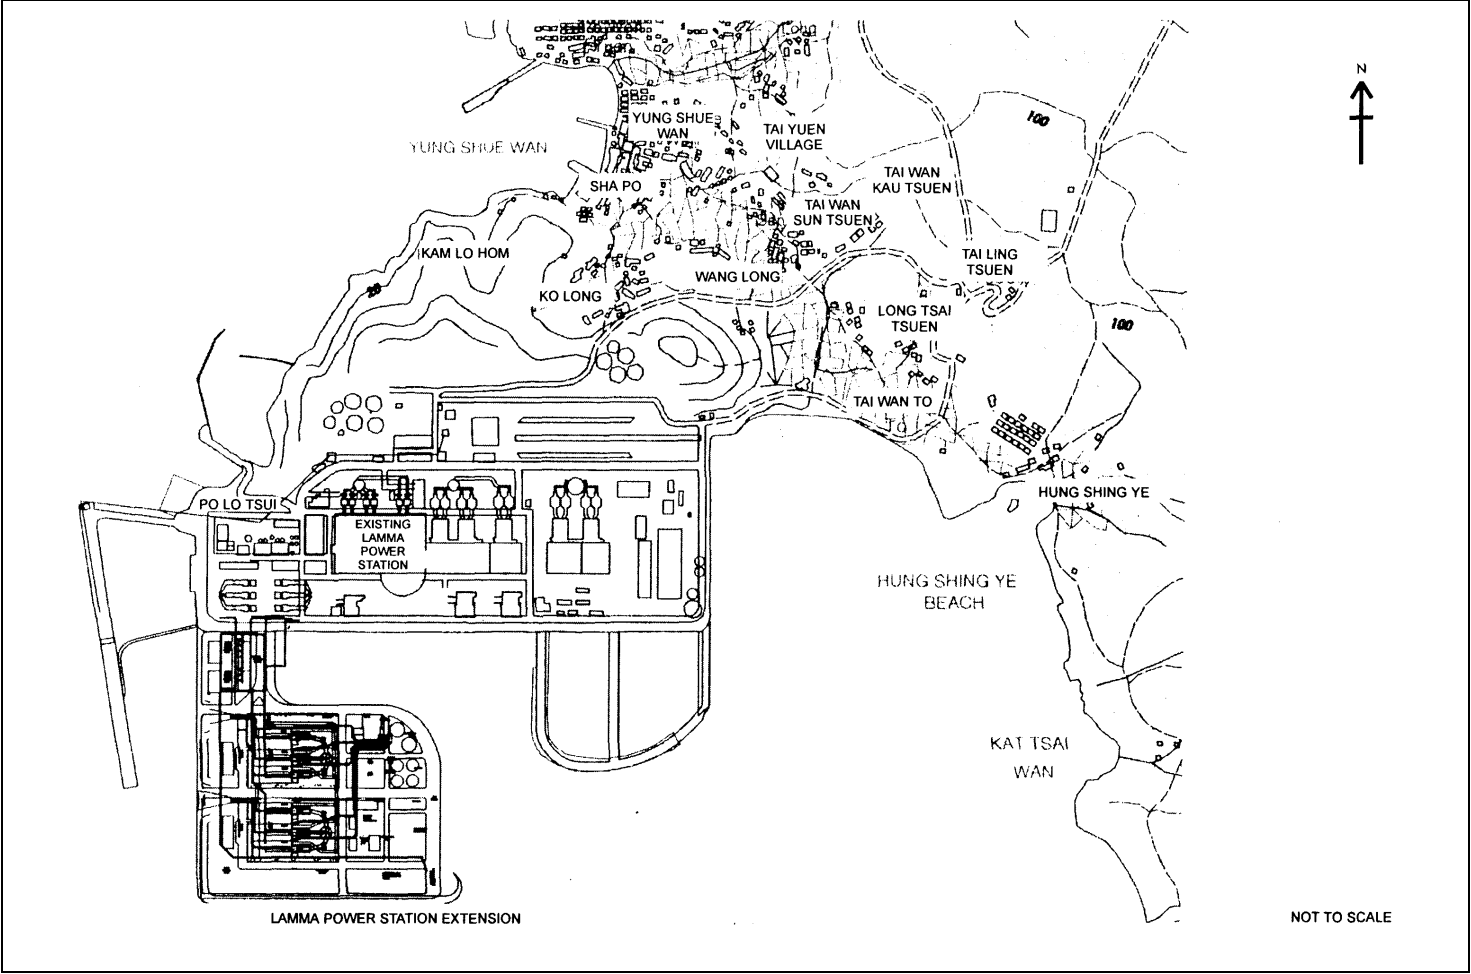 N
100
YUNG SHUE
WAN
TAI YUEN
VILLAGE
YUNG SHUE WAN
TAI WAN
KAU TSUEN
SHA PO
TAI WAN
SUN TSUEN
KAM LO HOM
TAI LING
TSUEN
WANG LONG
20
KO LONG
LONG TSAI
TSUEN
100
TAI WAN TO
PO LO TSUI
HUNG SHING YE
EXISTING
LAMMA
POWER
STATION
HUNG SHING YE
BEACH
KAT TSAI
WAN
LAMMA POWER STATION EXTENSION
NOT TO SCALE